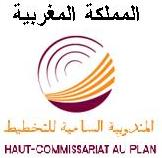 المملكة المغربية
المندوبية السامية للتخطيط
HAUT-COMMISSARIAT AU PLAN